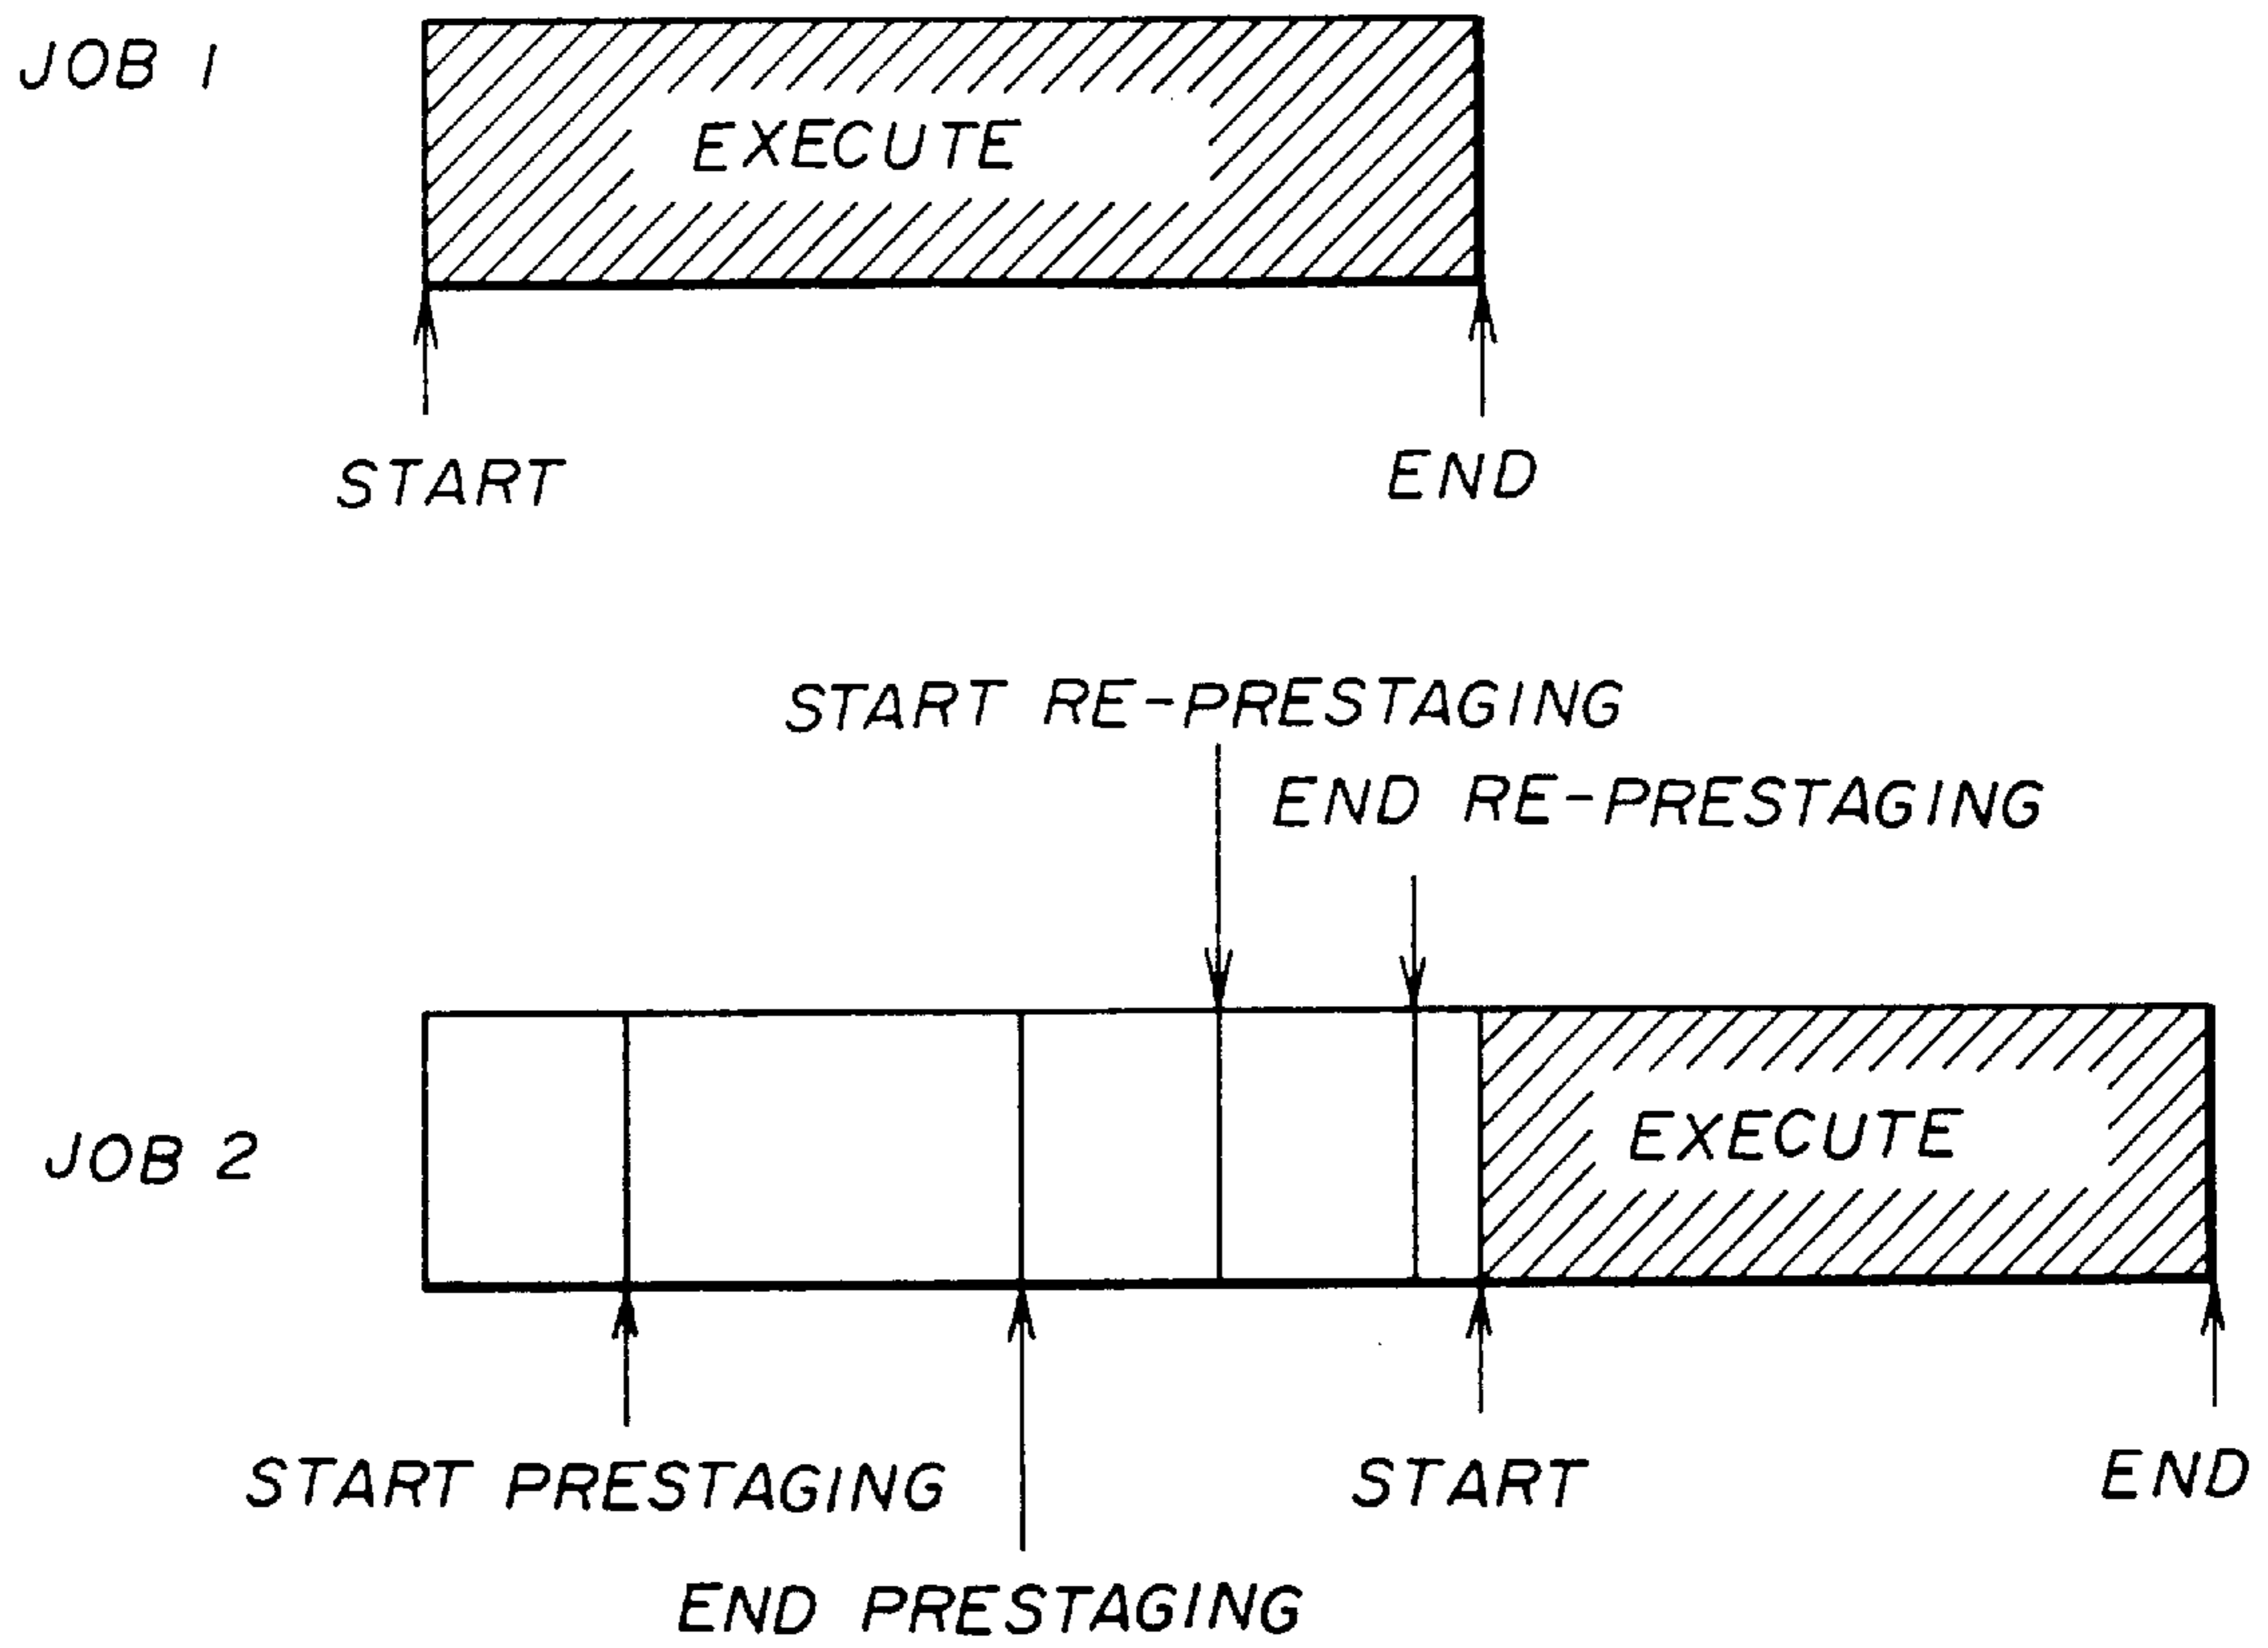 JOB 1
EXECUTE
START
END
START RE-PRESTAGING
END RE-PRESTAGING
JOB 2
EXECUTE
START PRESTAGING
START
END
END PRESTAGING